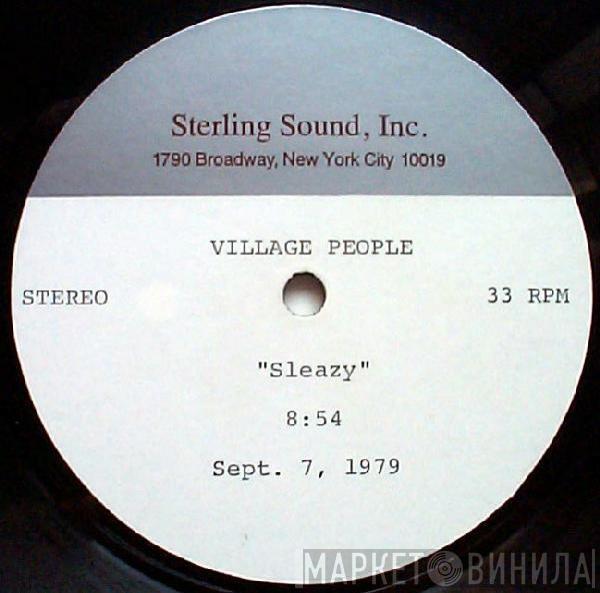 Sterling Sound, Inc.
1790 Broadway, New York City 10019
VILLAGE PEOPLE
STEREO
33 RPM
"Sleazy"
8:54
Sept. 7, 1979
МАРКЕТ ВИНИЛА